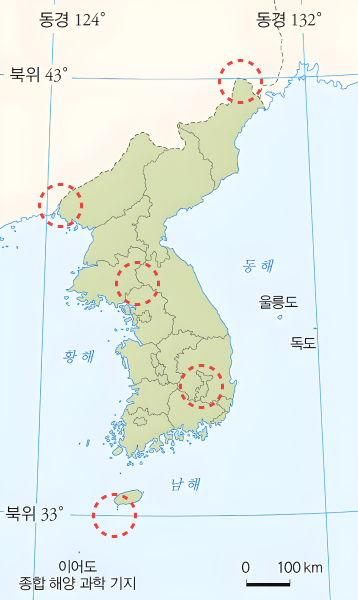 동경 124°
동경 132°
북위 43°
동해
울릉도
독도
황해
남해
북위 33°
이어도
종합 해양 과학 기지
0 100 km